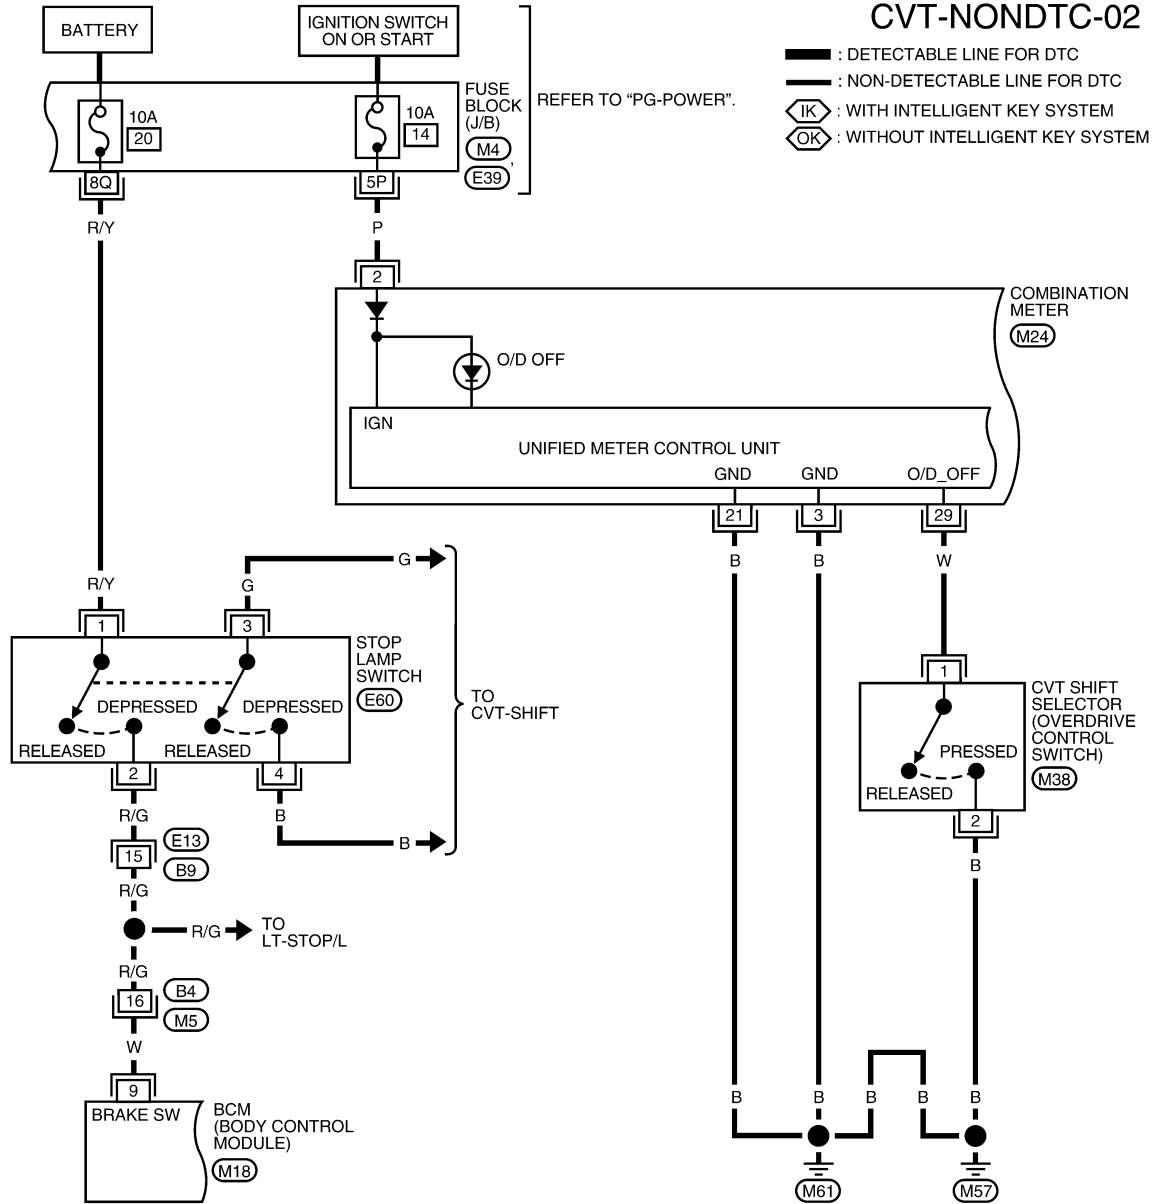 CVT-NONDTC-02
: DETECTABLE LINE FOR DTC
: NON-DETECTABLE LINE FOR DTC
IK : WITH INTELLIGENT KEY SYSTEM
OK : WITHOUT INTELLIGENT KEY SYSTEM
BATTERY
IGNITION SWITCH
ON OR START
10A
20
10A
14
FUSE
BLOCK
(J/B)
M4 ,
E39
REFER TO “PG-POWER”.
8Q
5P
R/Y
P
2
COMBINATION
METER
M24
O/D OFF
IGN
UNIFIED METER CONTROL UNIT
GND
GND
O/D_OFF
21
3
29
B
B
W
R/Y
G
G
1
3
STOP
LAMP
SWITCH
E60
DEPRESSED
DEPRESSED
RELEASED
RELEASED
2
4
TO
CVT-SHIFT
R/G
B
B
1
CVT SHIFT
SELECTOR
(OVERDRIVE
CONTROL
SWITCH)
M38
PRESSED
RELEASED
2
B
15
E13
B9
R/G
R/G
TO
LT-STOP/L
R/G
16
B4
M5
W
9
BRAKE SW
BCM
(BODY CONTROL
MODULE)
M18
B
B
B
B
B
M61
M57